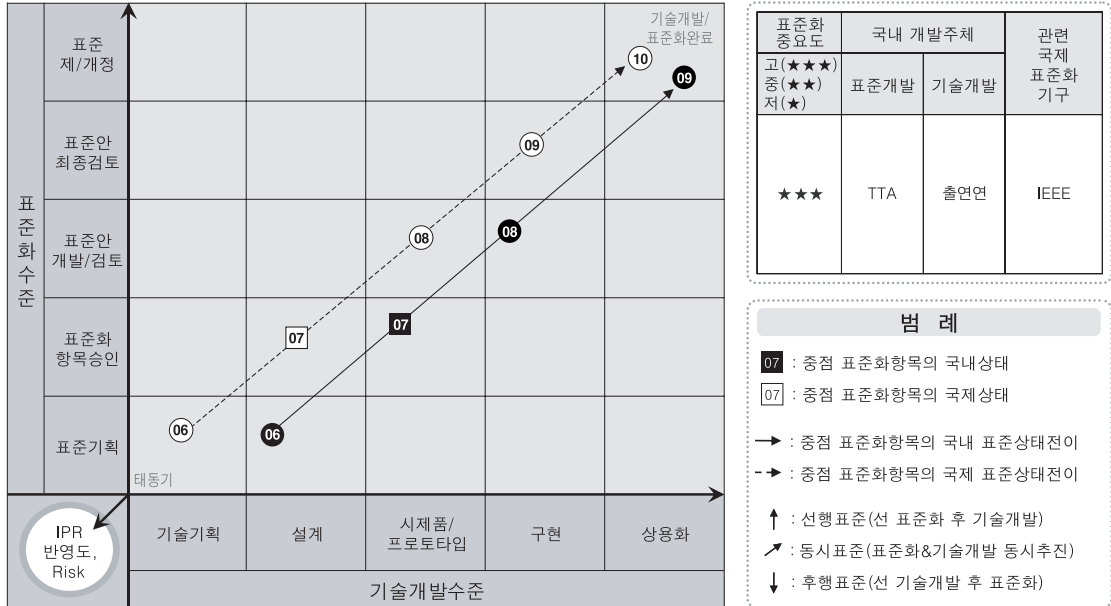 표준화수준
표준
제/개정
표준안
최종검토
표준안
개발/검토
표준화
항목승인
표준기획
기술개발/
표준화완료
10
09
09
08
08
07
07
06
06
태동기
IPR
반영도,
Risk
기술기획
설계
시제품/
프로토타입
구현
상용화
기술개발수준
표준화
중요도
국내 개발주체
관련
국제
표준화
기구
고(★★★)
중(★★)
저(★)
표준개발
기술개발
★★★
TTA
출연연
IEEE
범 례
07 : 중점 표준화항목의 국내상태
07 : 중점 표준화항목의 국제상태
: 중점 표준화항목의 국내 표준상태전이
: 중점 표준화항목의 국제 표준상태전이
: 선행표준(선 표준화 후 기술개발)
: 동시표준(표준화&기술개발 동시추진)
: 후행표준(선 기술개발 후 표준화)